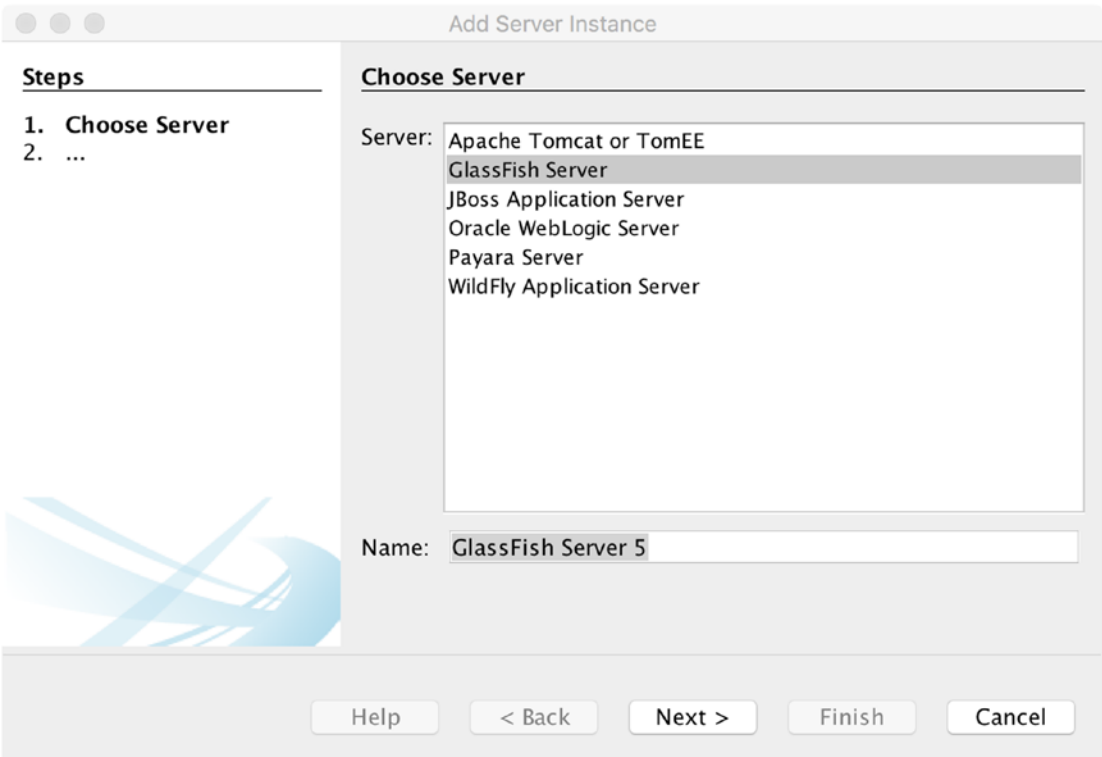 Add Server Instance
Steps
1. Choose Server
2. ...
Choose Server
Server:
Apache Tomcat or TomEE
GlassFish Server
JBoss Application Server
Oracle WebLogic Server
Payara Server
WildFly Application Server
Name: GlassFish Server 5
Help < Back Next > Finish Cancel